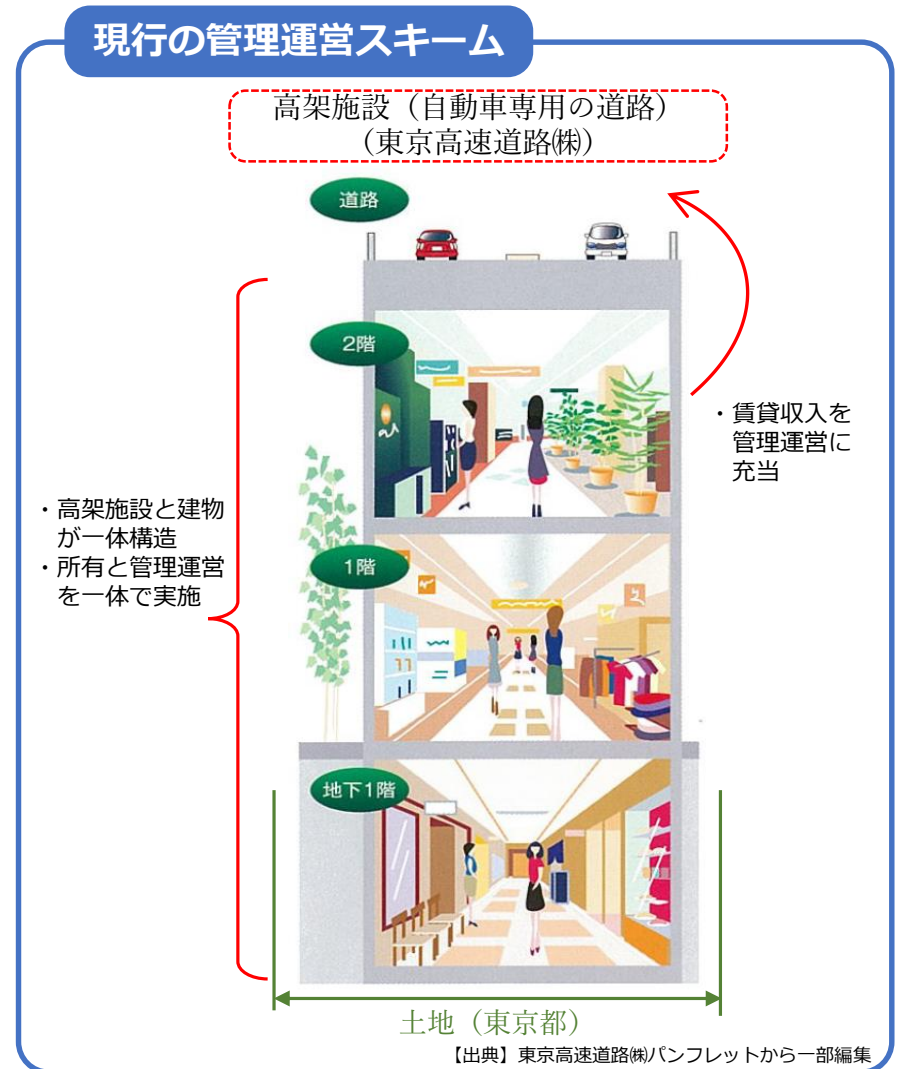 現行の管理運営スキーム
高架施設（自動車専用の道路）
（東京高速道路㈱）
道路
2階
・賃貸収入を
管理運営に
充当
・高架施設と建物
が一体構造
・所有と管理運営
を一体で実施
1階
地下1階
土地（東京都）
【出典】東京高速道路㈱パンフレットから一部編集